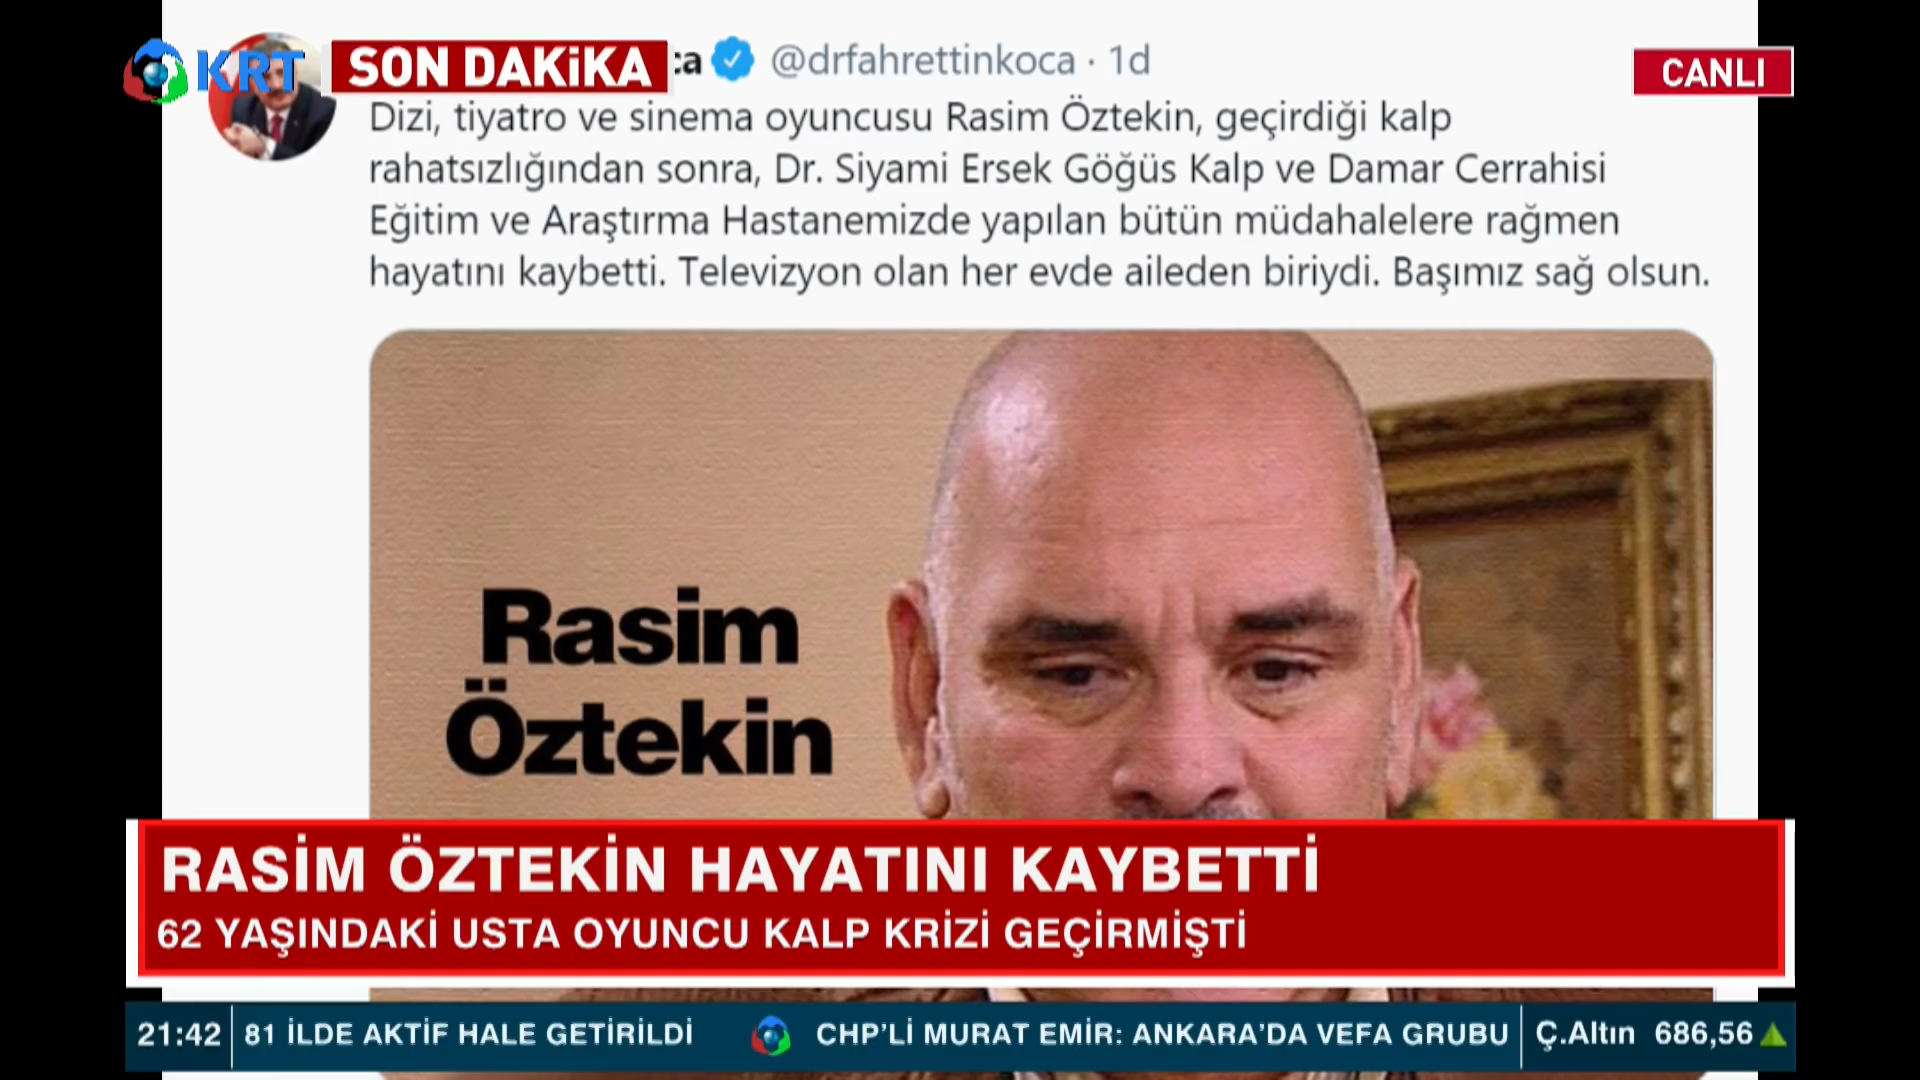 KRT
SON DAKİKA
ca @drfahrettinkoca · 1d
CANLI
Dizi, tiyatro ve sinema oyuncusu Rasim Öztekin, geçirdiği kalp
rahatsızlığından sonra, Dr. Siyami Ersek Göğüs Kalp ve Damar Cerrahisi
Eğitim ve Araştırma Hastanemizde yapılan bütün müdahalelere rağmen
hayatını kaybetti. Televizyon olan her evde aileden biriydi. Başımız sağ olsun.
Rasim
Öztekin
RASİM ÖZTEKİN HAYATINI KAYBETTİ
62 YAŞINDAKİ USTA OYUNCU KALP KRİZİ GEÇİRMİŞTİ
21:42 81 İLDE AKTİF HALE GETİRİLDİ CHP'Lİ MURAT EMİR: ANKARA'DA VEFA GRUBU Ç.Altın 686,56